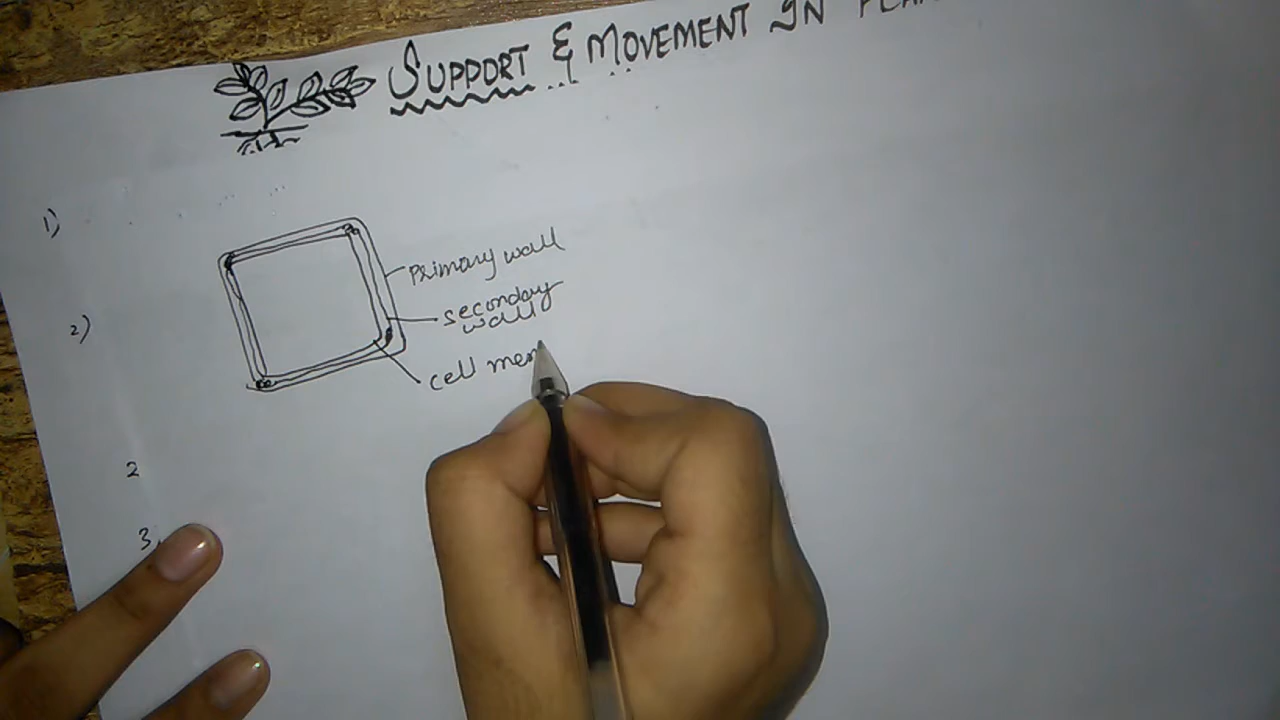 SUPPORT & MOVEMENT IN
1)
Primary wall
2)
secondary
wall
cell mem
2
3